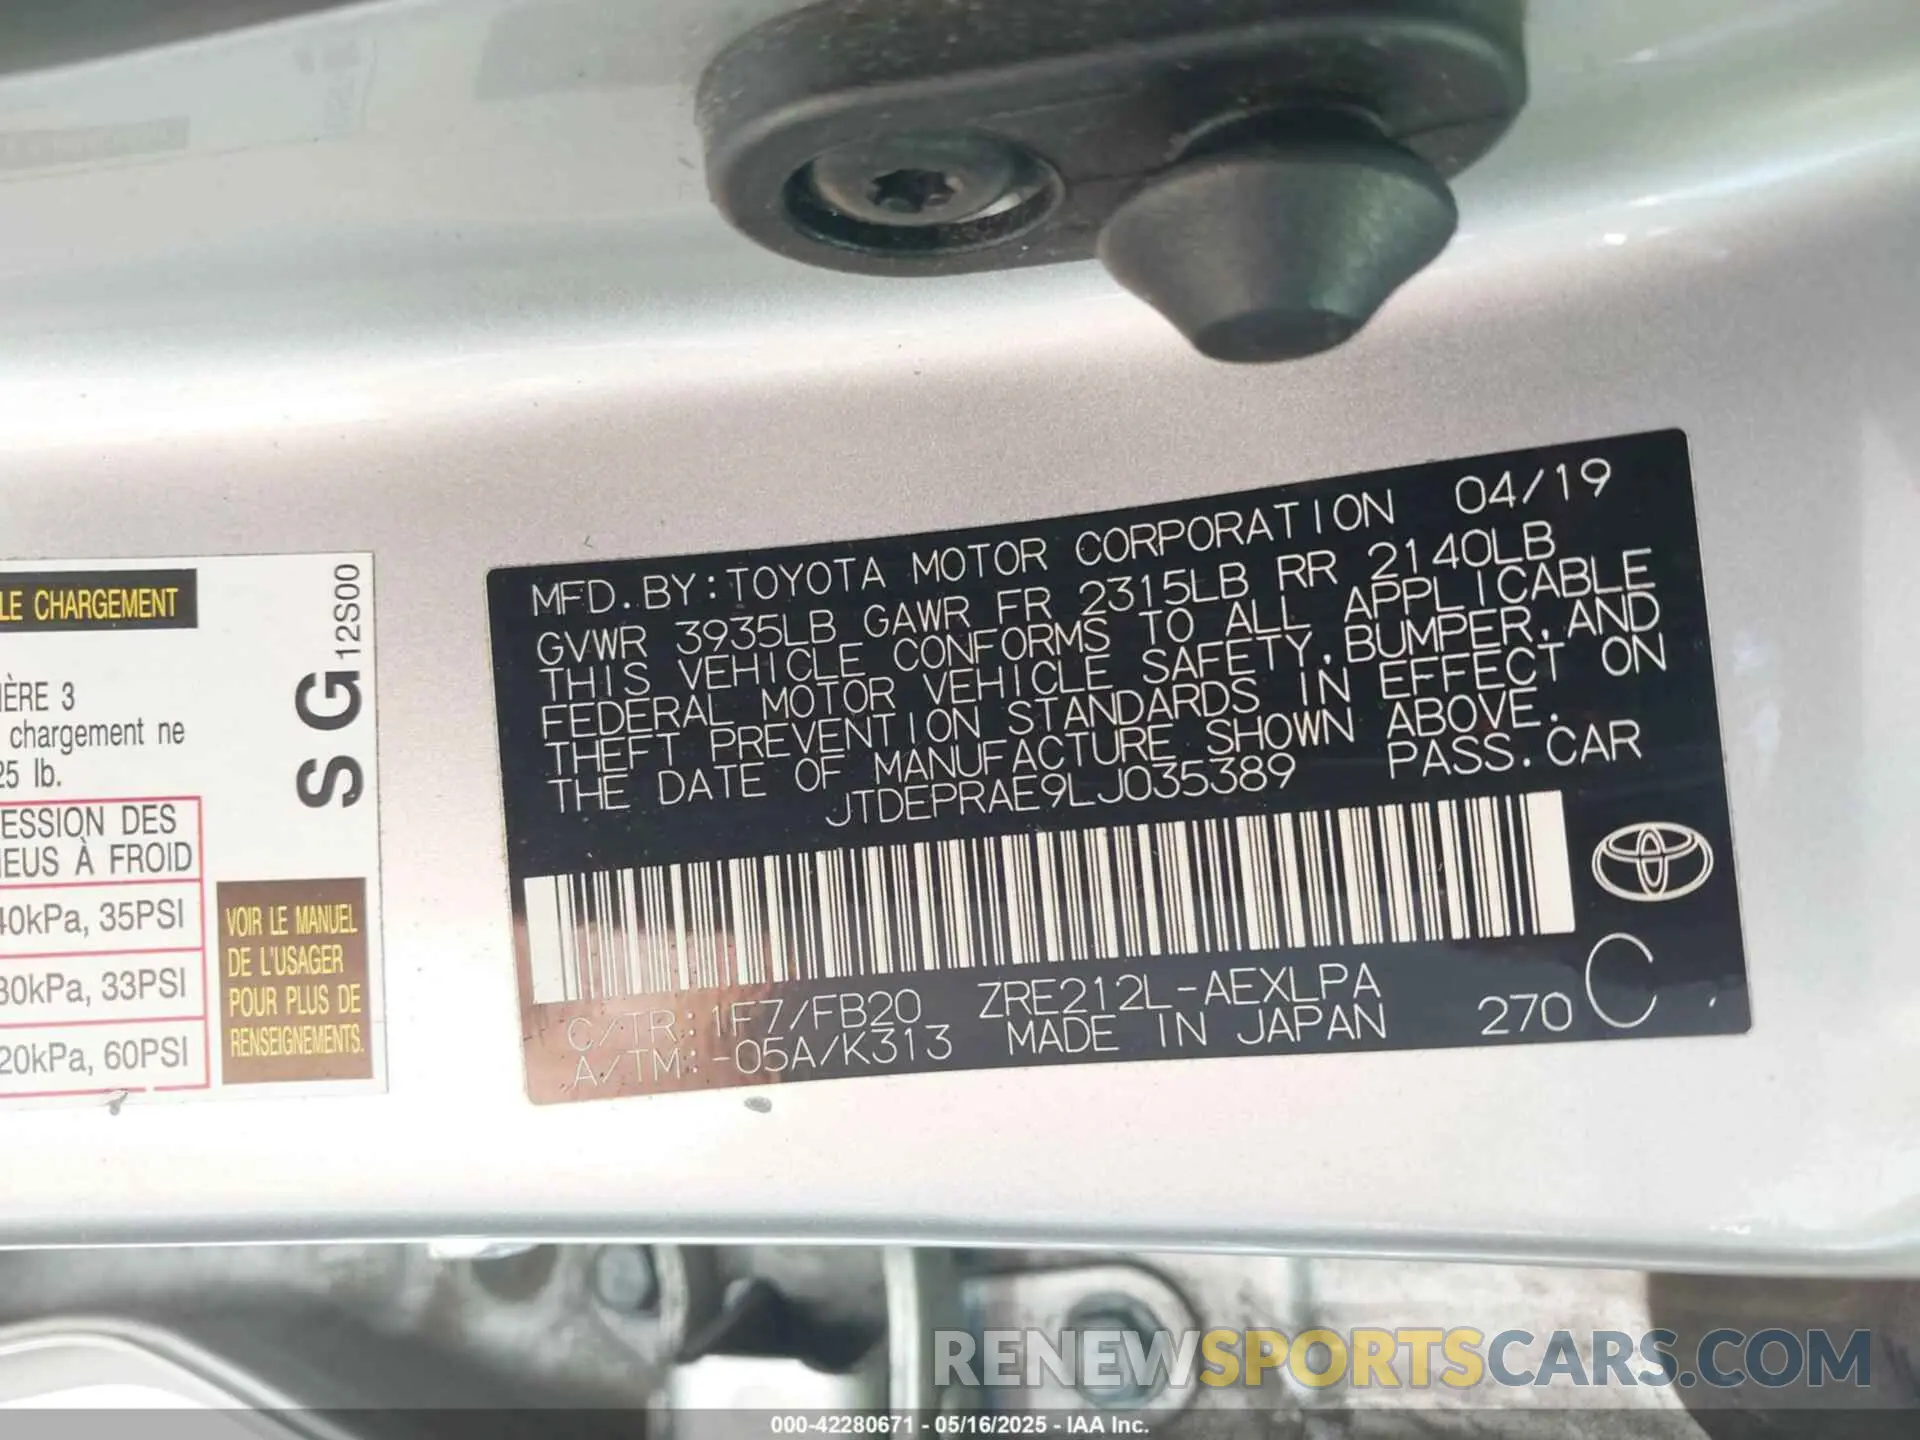 MFD. BY: TOYOTA MOTOR CORPORATION 04/19
GVWR 3935LB GAWR FR 2315LB RR 2140LB
THIS VEHICLE CONFORMS TO ALL APPLICABLE
FEDERAL MOTOR VEHICLE SAFETY, BUMPER, AND
THEFT PREVENTION STANDARDS IN EFFECT ON
THE DATE OF MANUFACTURE SHOWN ABOVE.
JTDEPRAE9LJ035389 PASS. CAR
C/TR: 1F7/FB20 ZRE212L-AEXLPA
A/TM: -05A/K313 MADE IN JAPAN 270 C
LE CHARGEMENT
SG12S00
IÈRE 3
chargement ne
25 lb.
ESSION DES
NEUS À FROID
40kPa, 35PSI
30kPa, 33PSI
20kPa, 60PSI
VOIR LE MANUEL
DE L'USAGER
POUR PLUS DE
RENSEIGNEMENTS.
RENEWSPORTSCARS.COM
000-42280671 - 05/16/2025 - IAA Inc.